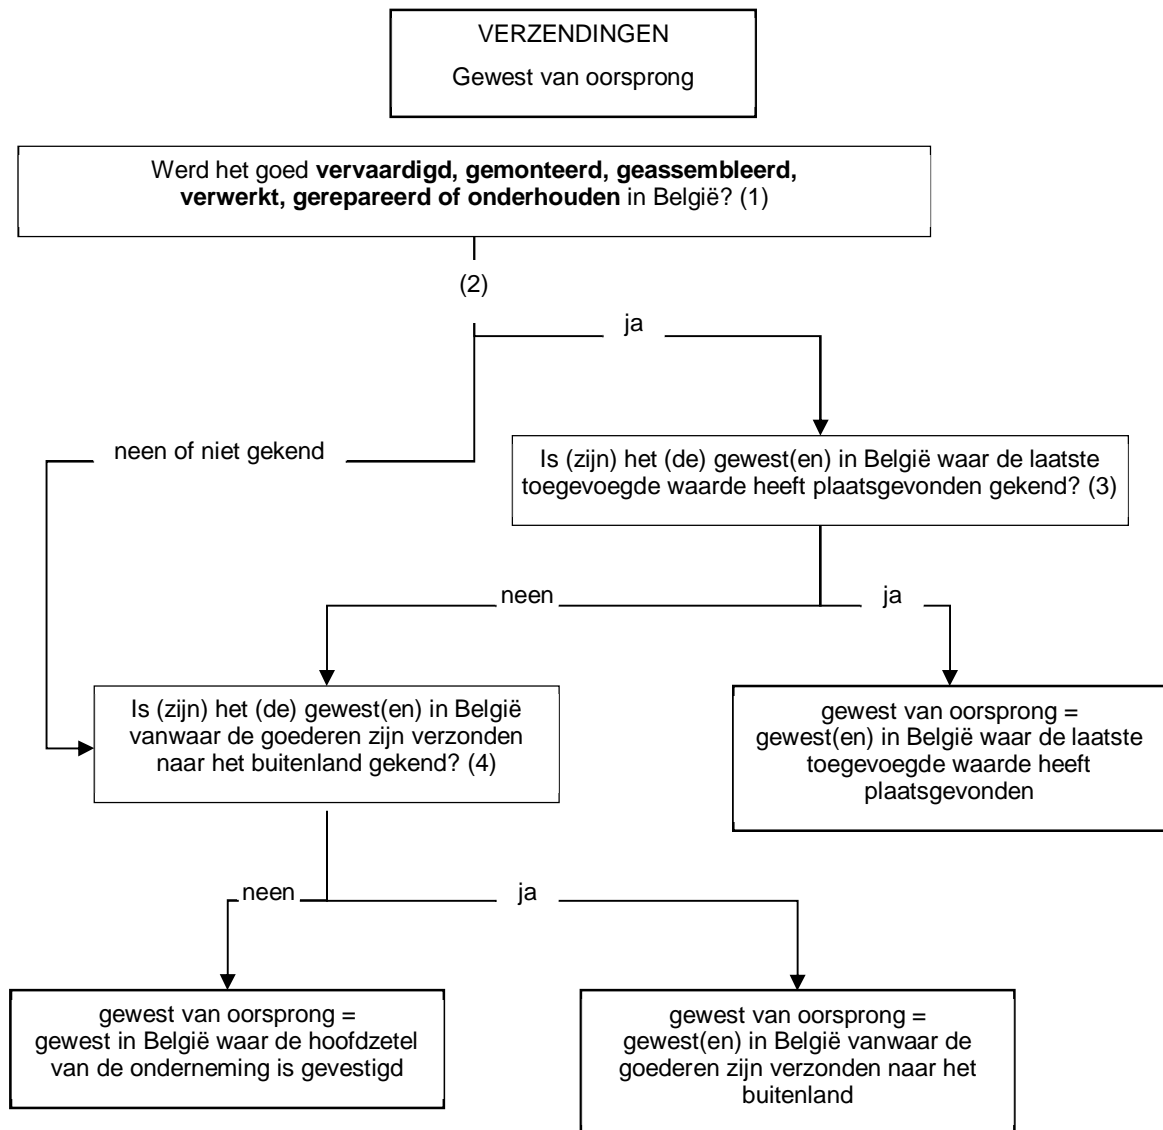 VERZENDINGEN
Gewest van oorsprong
Werd het goed vervaardigd, gemonteerd, geassembleerd,
verwerkt, gerepareerd of onderhouden in België? (1)
(2)
ja
neen of niet gekend
Is (zijn) het (de) gewest(en) in België waar de laatste
toegevoegde waarde heeft plaatsgevonden gekend? (3)
neen
ja
Is (zijn) het (de) gewest(en) in België
vanwaar de goederen zijn verzonden
naar het buitenland gekend? (4)
gewest van oorsprong =
gewest(en) in België waar de laatste
toegevoegde waarde heeft
plaatsgevonden
neen
ja
gewest van oorsprong =
gewest in België waar de hoofdzetel
van de onderneming is gevestigd
gewest van oorsprong =
gewest(en) in België vanwaar de
goederen zijn verzonden naar het
buitenland